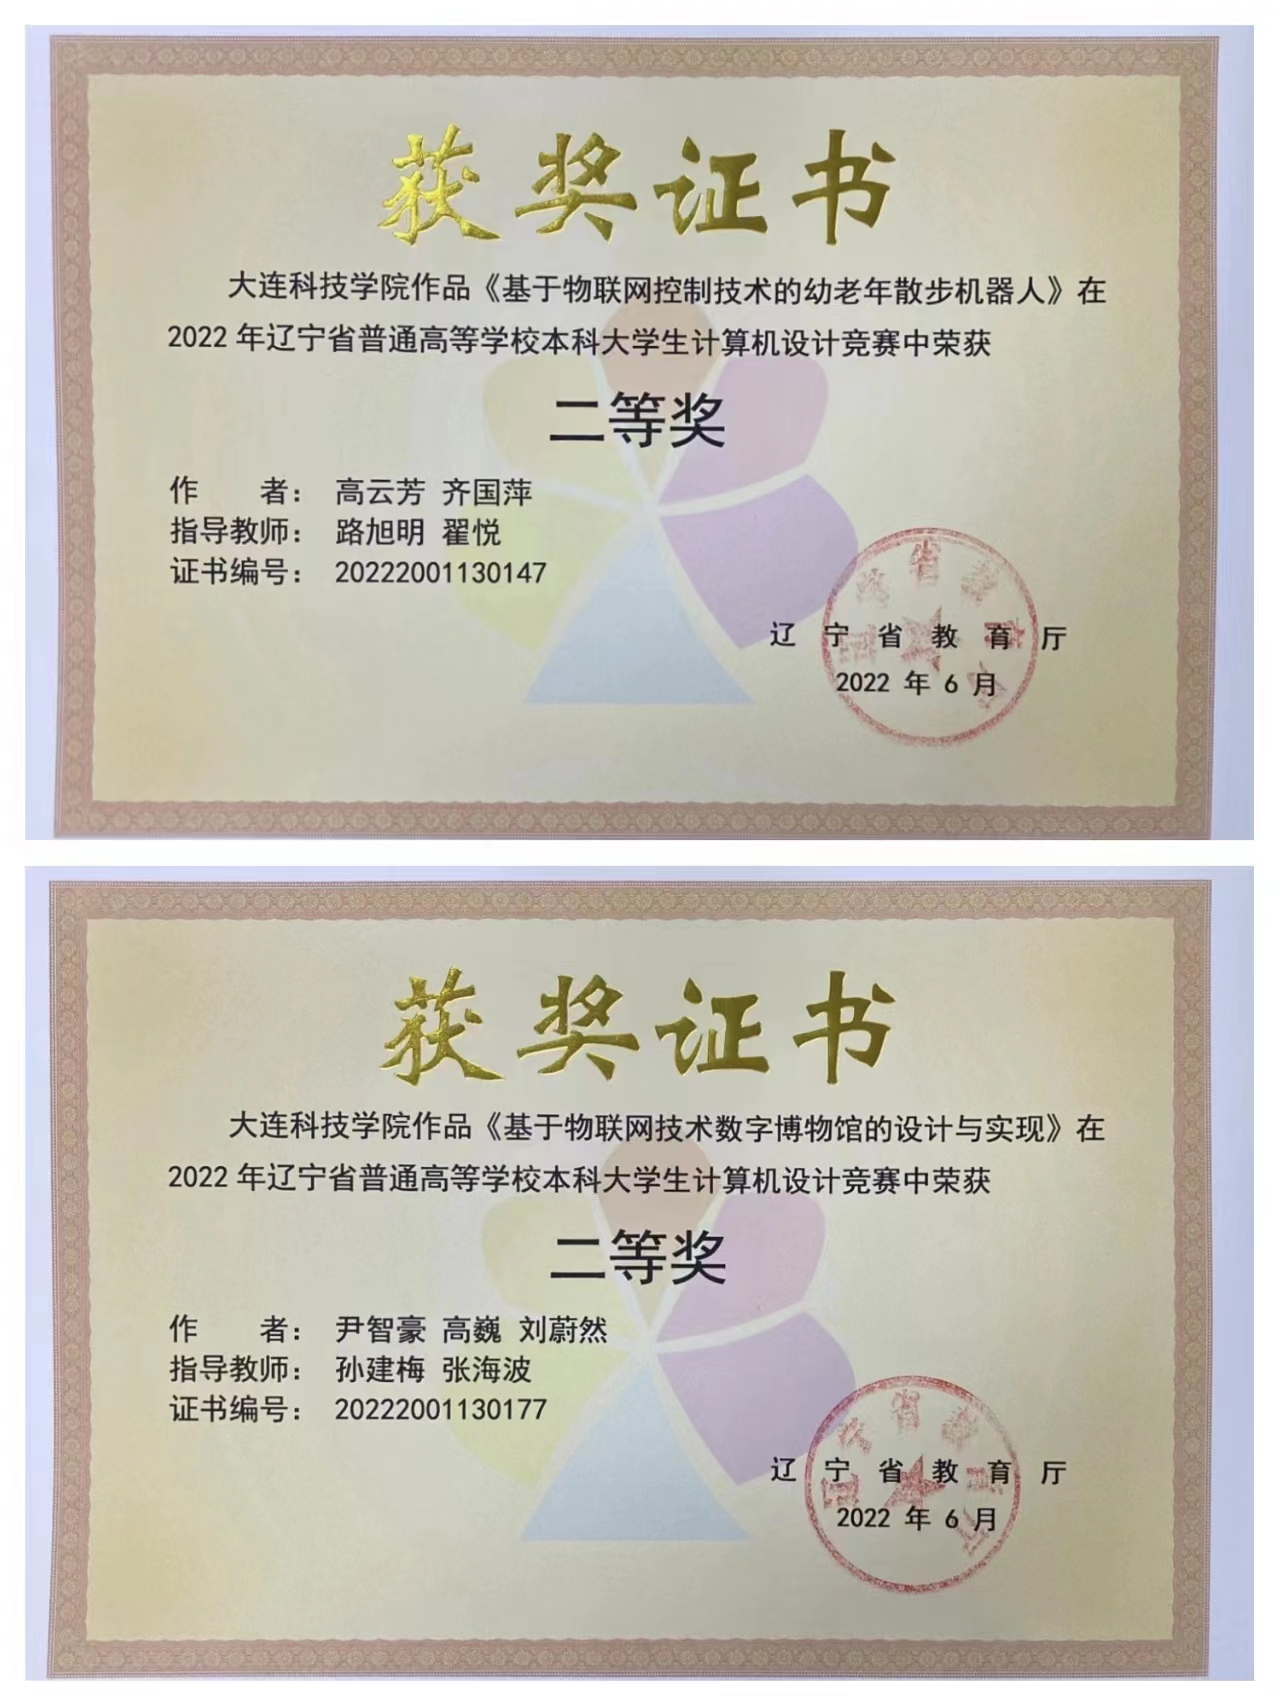 获奖证书
大连科技学院作品《基于物联网控制技术的幼老年散步机器人》在
2022年辽宁省普通高等学校本科大学生计算机设计竞赛中荣获
二等奖
作 者： 高云芳 齐国萍
指导教师： 路旭明 翟悦
证书编号： 20222001130147
辽宁省教育厅
2022 年 6 月
获奖证书
大连科技学院作品《基于物联网技术数字博物馆的设计与实现》在
2022年辽宁省普通高等学校本科大学生计算机设计竞赛中荣获
二等奖
作 者： 尹智豪 高巍 刘蔚然
指导教师： 孙建梅 张海波
证书编号： 20222001130177
辽宁省教育厅
2022 年 6 月